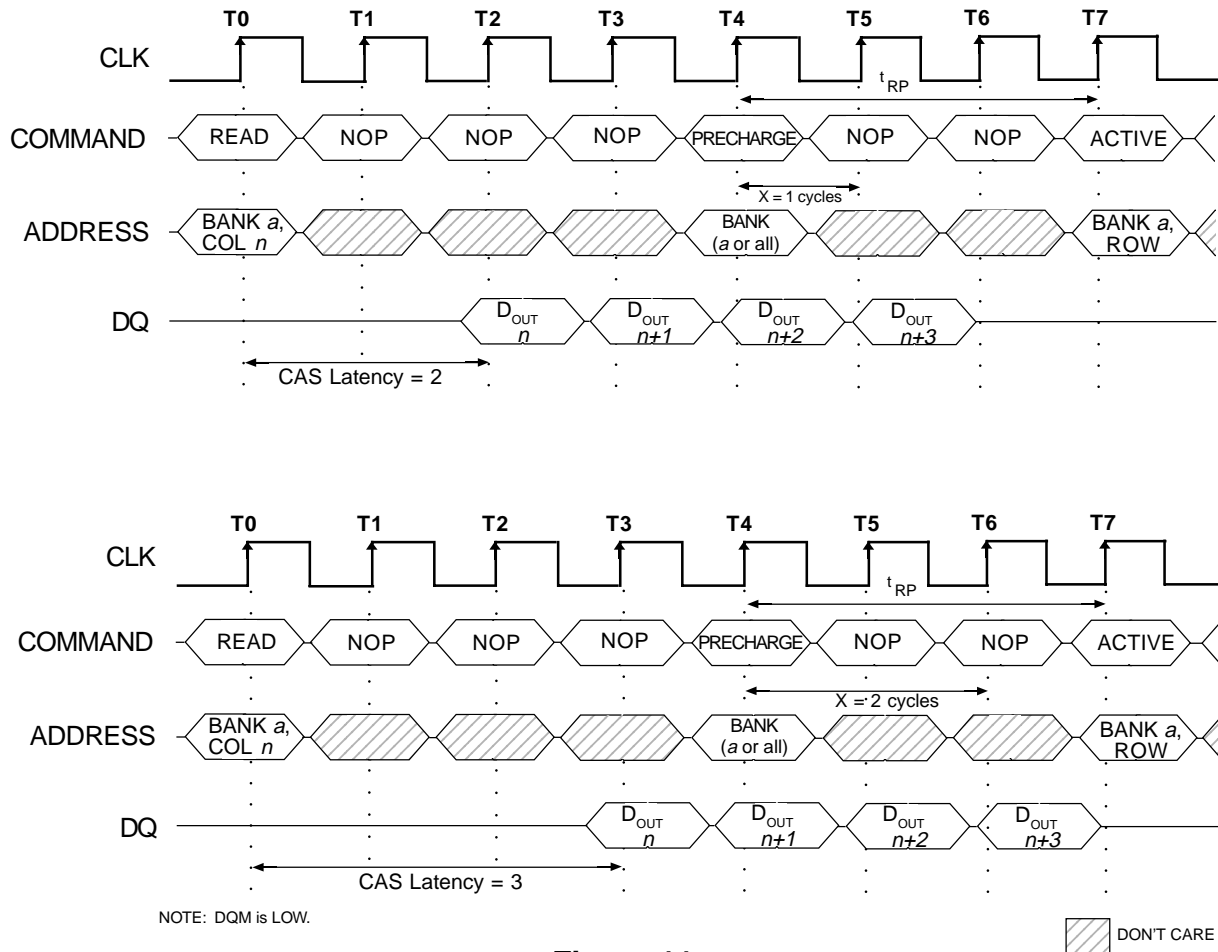 T0 T1 T2 T3 T4 T5 T6 T7
CLK
t RP
COMMAND READ NOP NOP NOP PRECHARGE NOP NOP ACTIVE
X = 1 cycles
ADDRESS BANK a, COL n BANK (a or all) BANK a, ROW
DQ DOUT n DOUT n+1 DOUT n+2 DOUT n+3
CAS Latency = 2
T0 T1 T2 T3 T4 T5 T6 T7
CLK
t RP
COMMAND READ NOP NOP NOP PRECHARGE NOP NOP ACTIVE
X = 2 cycles
ADDRESS BANK a, COL n BANK (a or all) BANK a, ROW
DQ DOUT n DOUT n+1 DOUT n+2 DOUT n+3
CAS Latency = 3
NOTE: DQM is LOW.
DON'T CARE